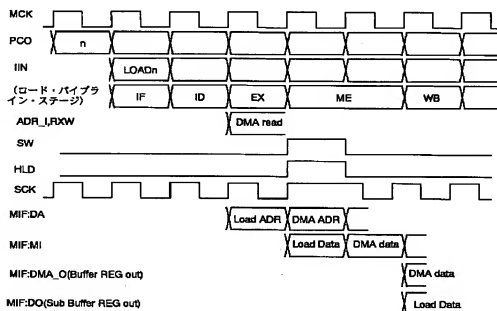 MCK
PCO n
IIN LOADn
(ロード・パイプラ
イン・ステージ) IF ID EX ME WB
ADR_I,RXW DMA read
SW
HLD
SCK
MIF:DA Load ADR DMA ADR
MIF:MI Load Data DMA data
MIF:DMA_O(Buffer REG out) DMA data
MIF:DO(Sub Buffer REG out) Load Data